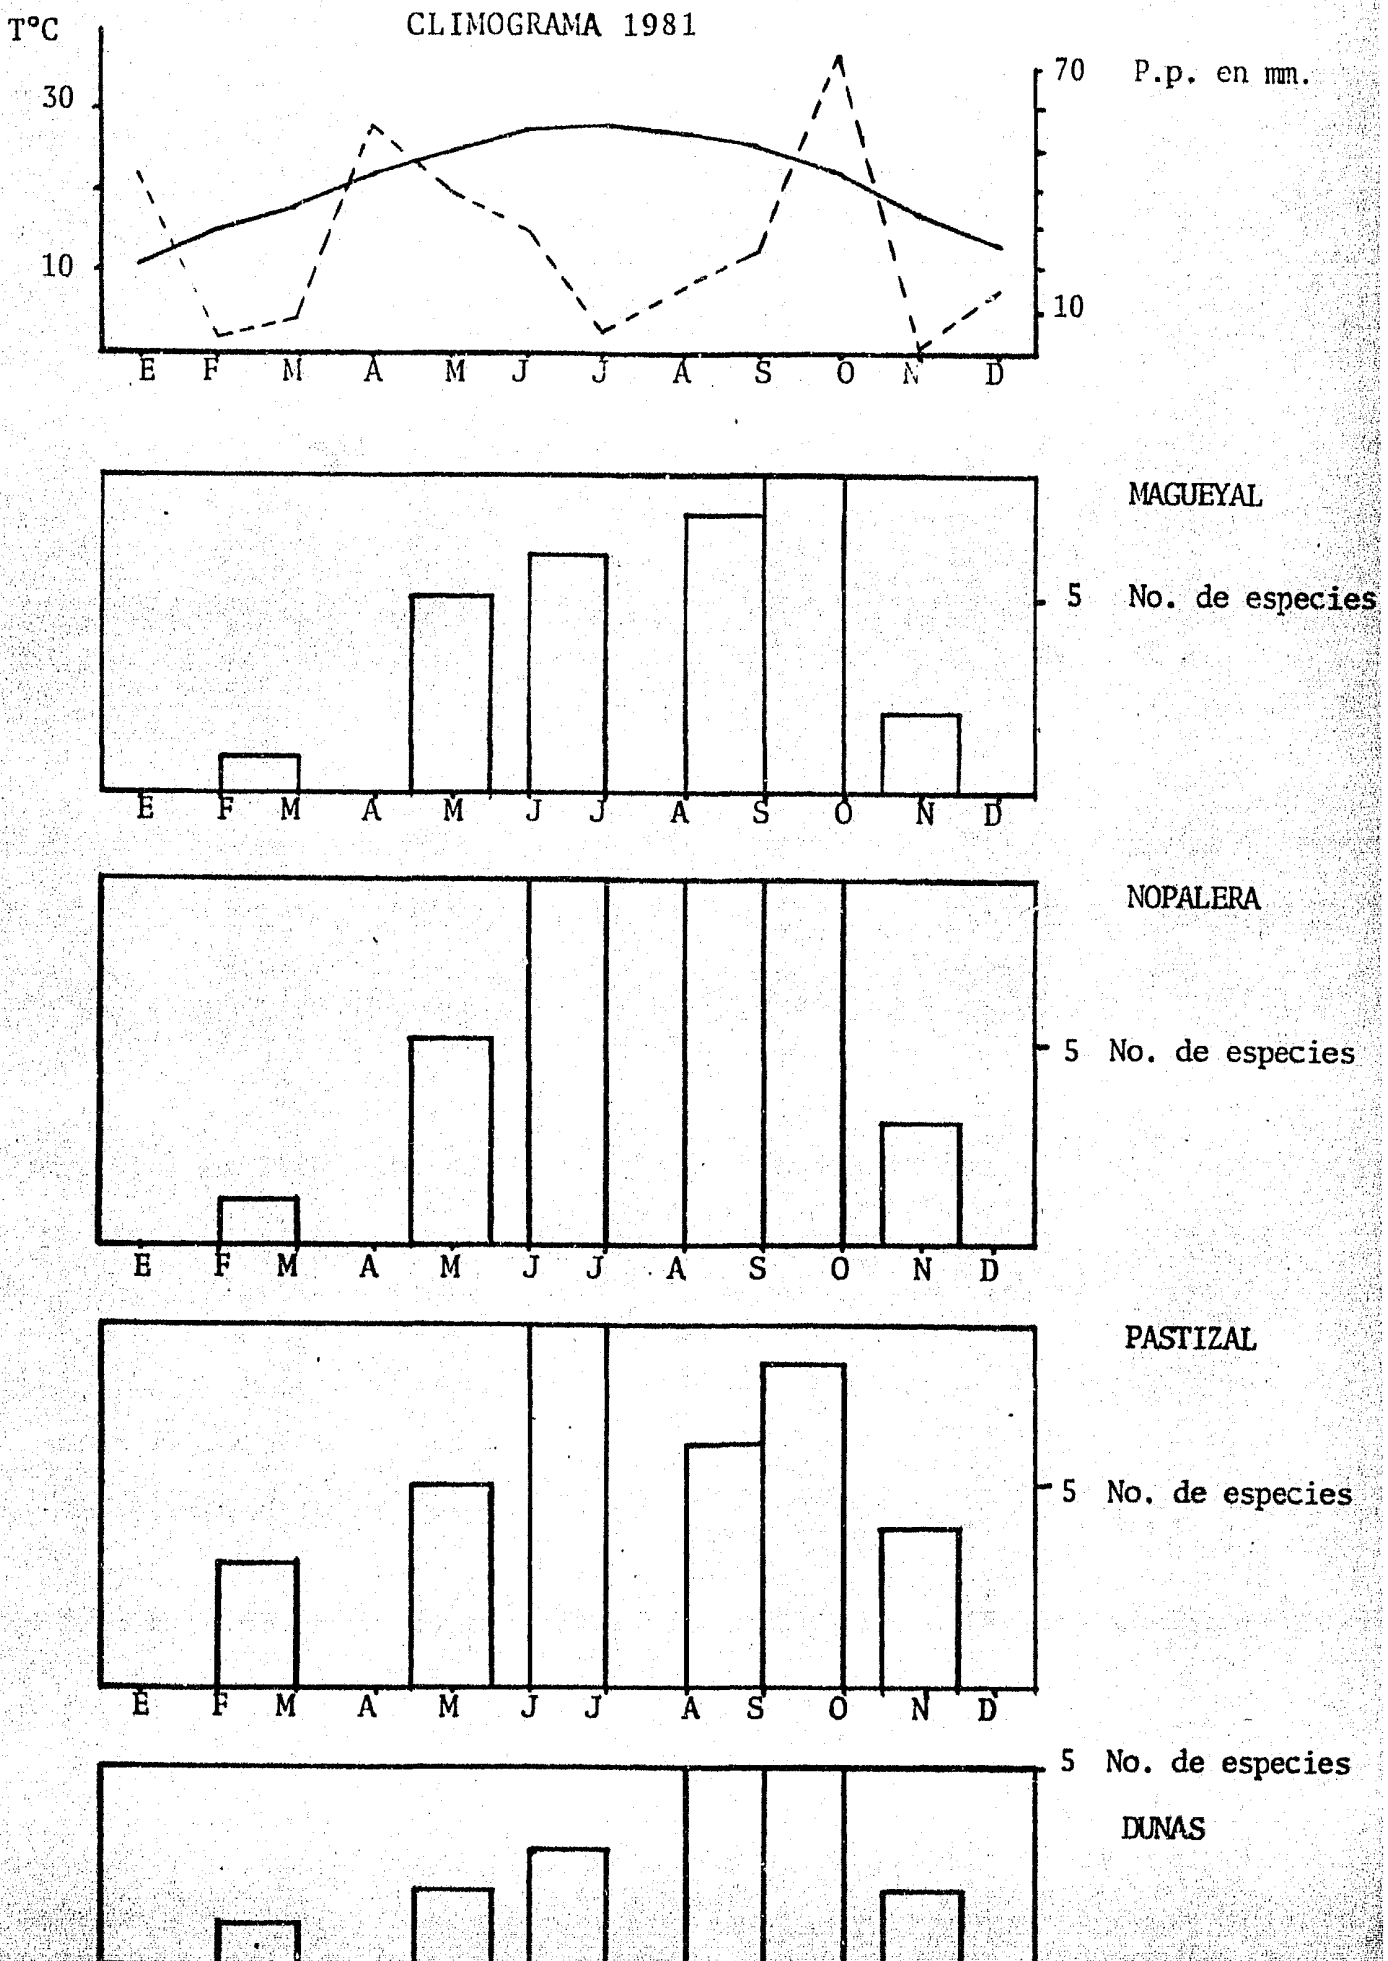 CLIMOGRAMA 1981
T°C
70 P.p. en mm.
30
10
10
E F M A M J J A S O N D
MAGUEYAL
5 No. de especies
E F M A M J J A S O N D
NOPALERA
5 No. de especies
E F M A M J J A S O N D
PASTIZAL
5 No. de especies
E F M A M J J A S O N D
5 No. de especies
DUNAS